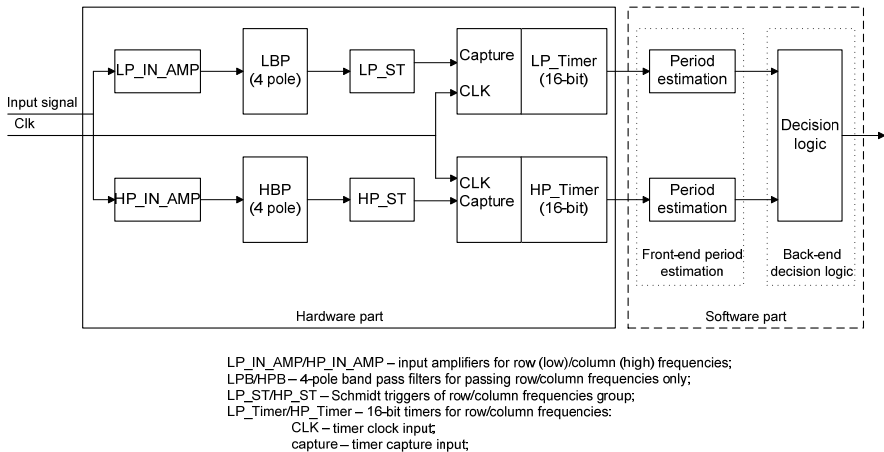 LP_IN_AMP
LBP
(4 pole)
LP_ST
Capture
CLK
LP_Timer
(16-bit)
Period
estimation
Input signal
Clk
Decision
logic
HP_IN_AMP
HBP
(4 pole)
HP_ST
CLK
Capture
HP_Timer
(16-bit)
Period
estimation
Front-end period
estimation
Back-end
decision logic
Hardware part
Software part
LP_IN_AMP/HP_IN_AMP – input amplifiers for row (low)/column (high) frequencies;
LPB/HPB – 4-pole band pass filters for passing row/column frequencies only;
LP_ST/HP_ST – Schmidt triggers of row/column frequencies group;
LP_Timer/HP_Timer – 16-bit timers for row/column frequencies:
CLK – timer clock input;
capture – timer capture input;